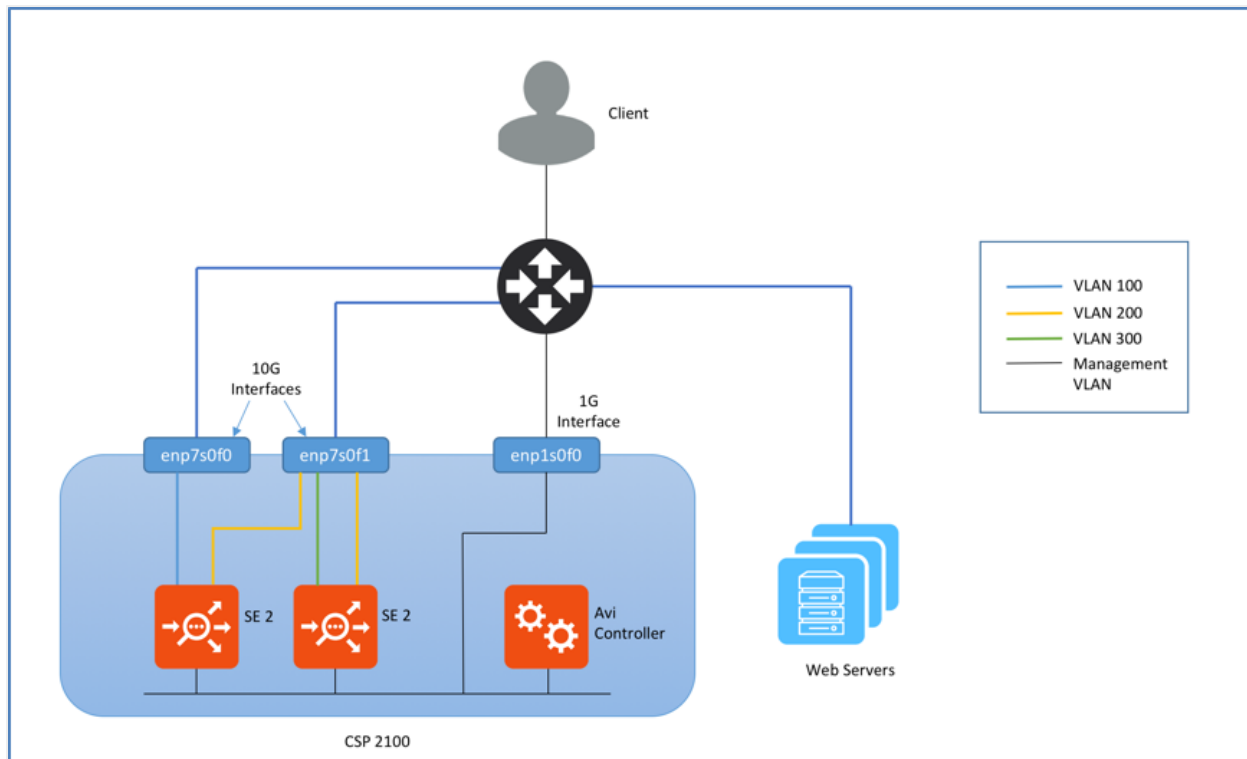 Client
VLAN 100
VLAN 200
VLAN 300
Management
VLAN
10G
Interfaces
1G
Interface
enp7s0f0
enp7s0f1
enp1s0f0
SE 2
SE 2
Avi
Controller
Web Servers
CSP 2100